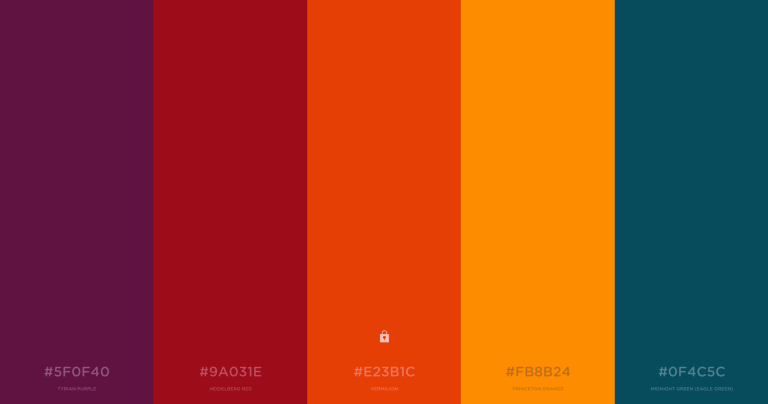 #5F0F40
TYRIAN PURPLE
#9A031E
HEIDELBERG RED
#E23B1C
VERMILION
#FB8B24
PRINCETON ORANGE
#0F4C5C
MIDNIGHT GREEN (EAGLE GREEN)